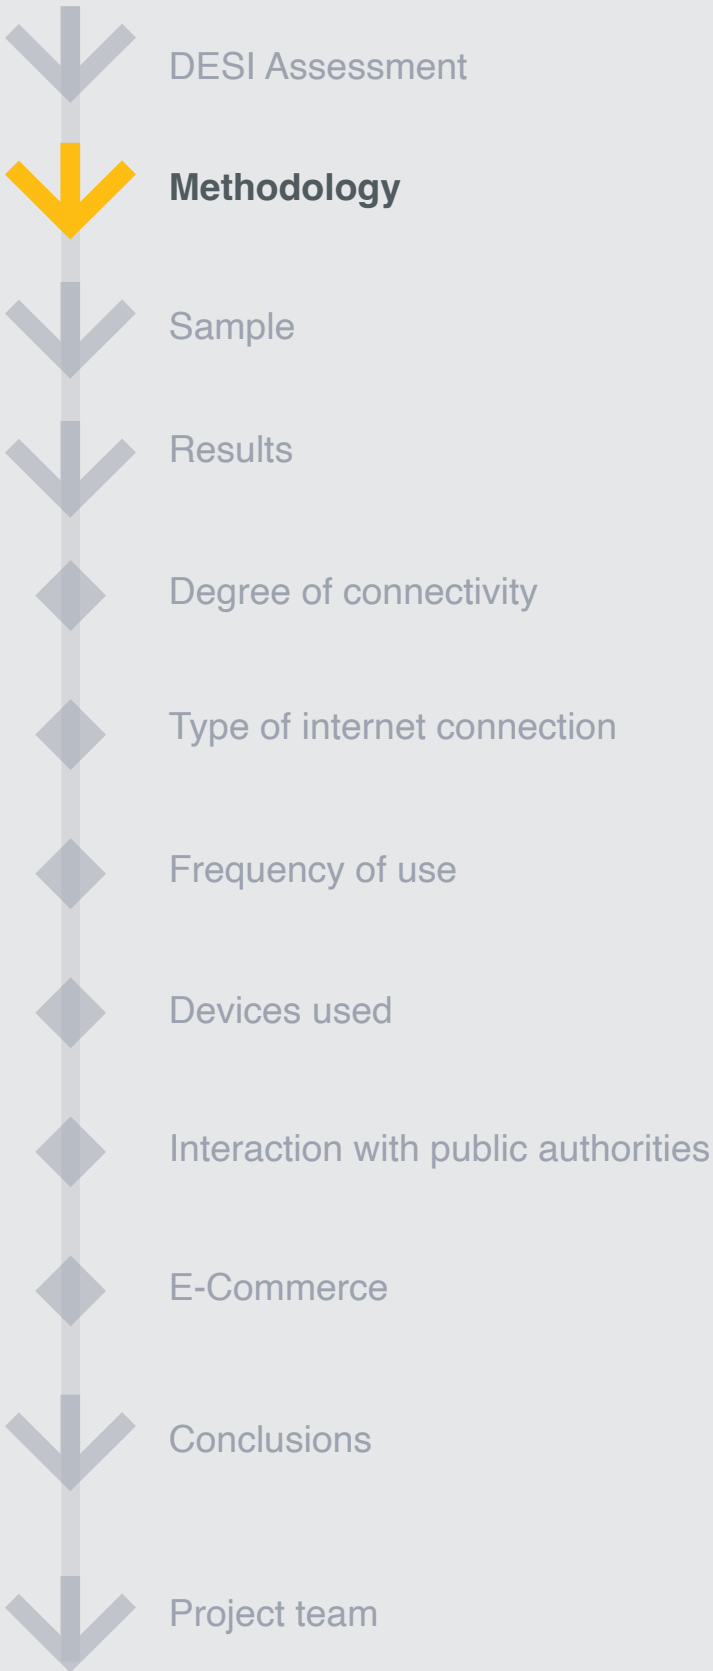 DESI Assessment
Methodology
Sample
Results
Degree of connectivity
Type of internet connection
Frequency of use
Devices used
Interaction with public authorities
E-Commerce
Conclusions
Project team